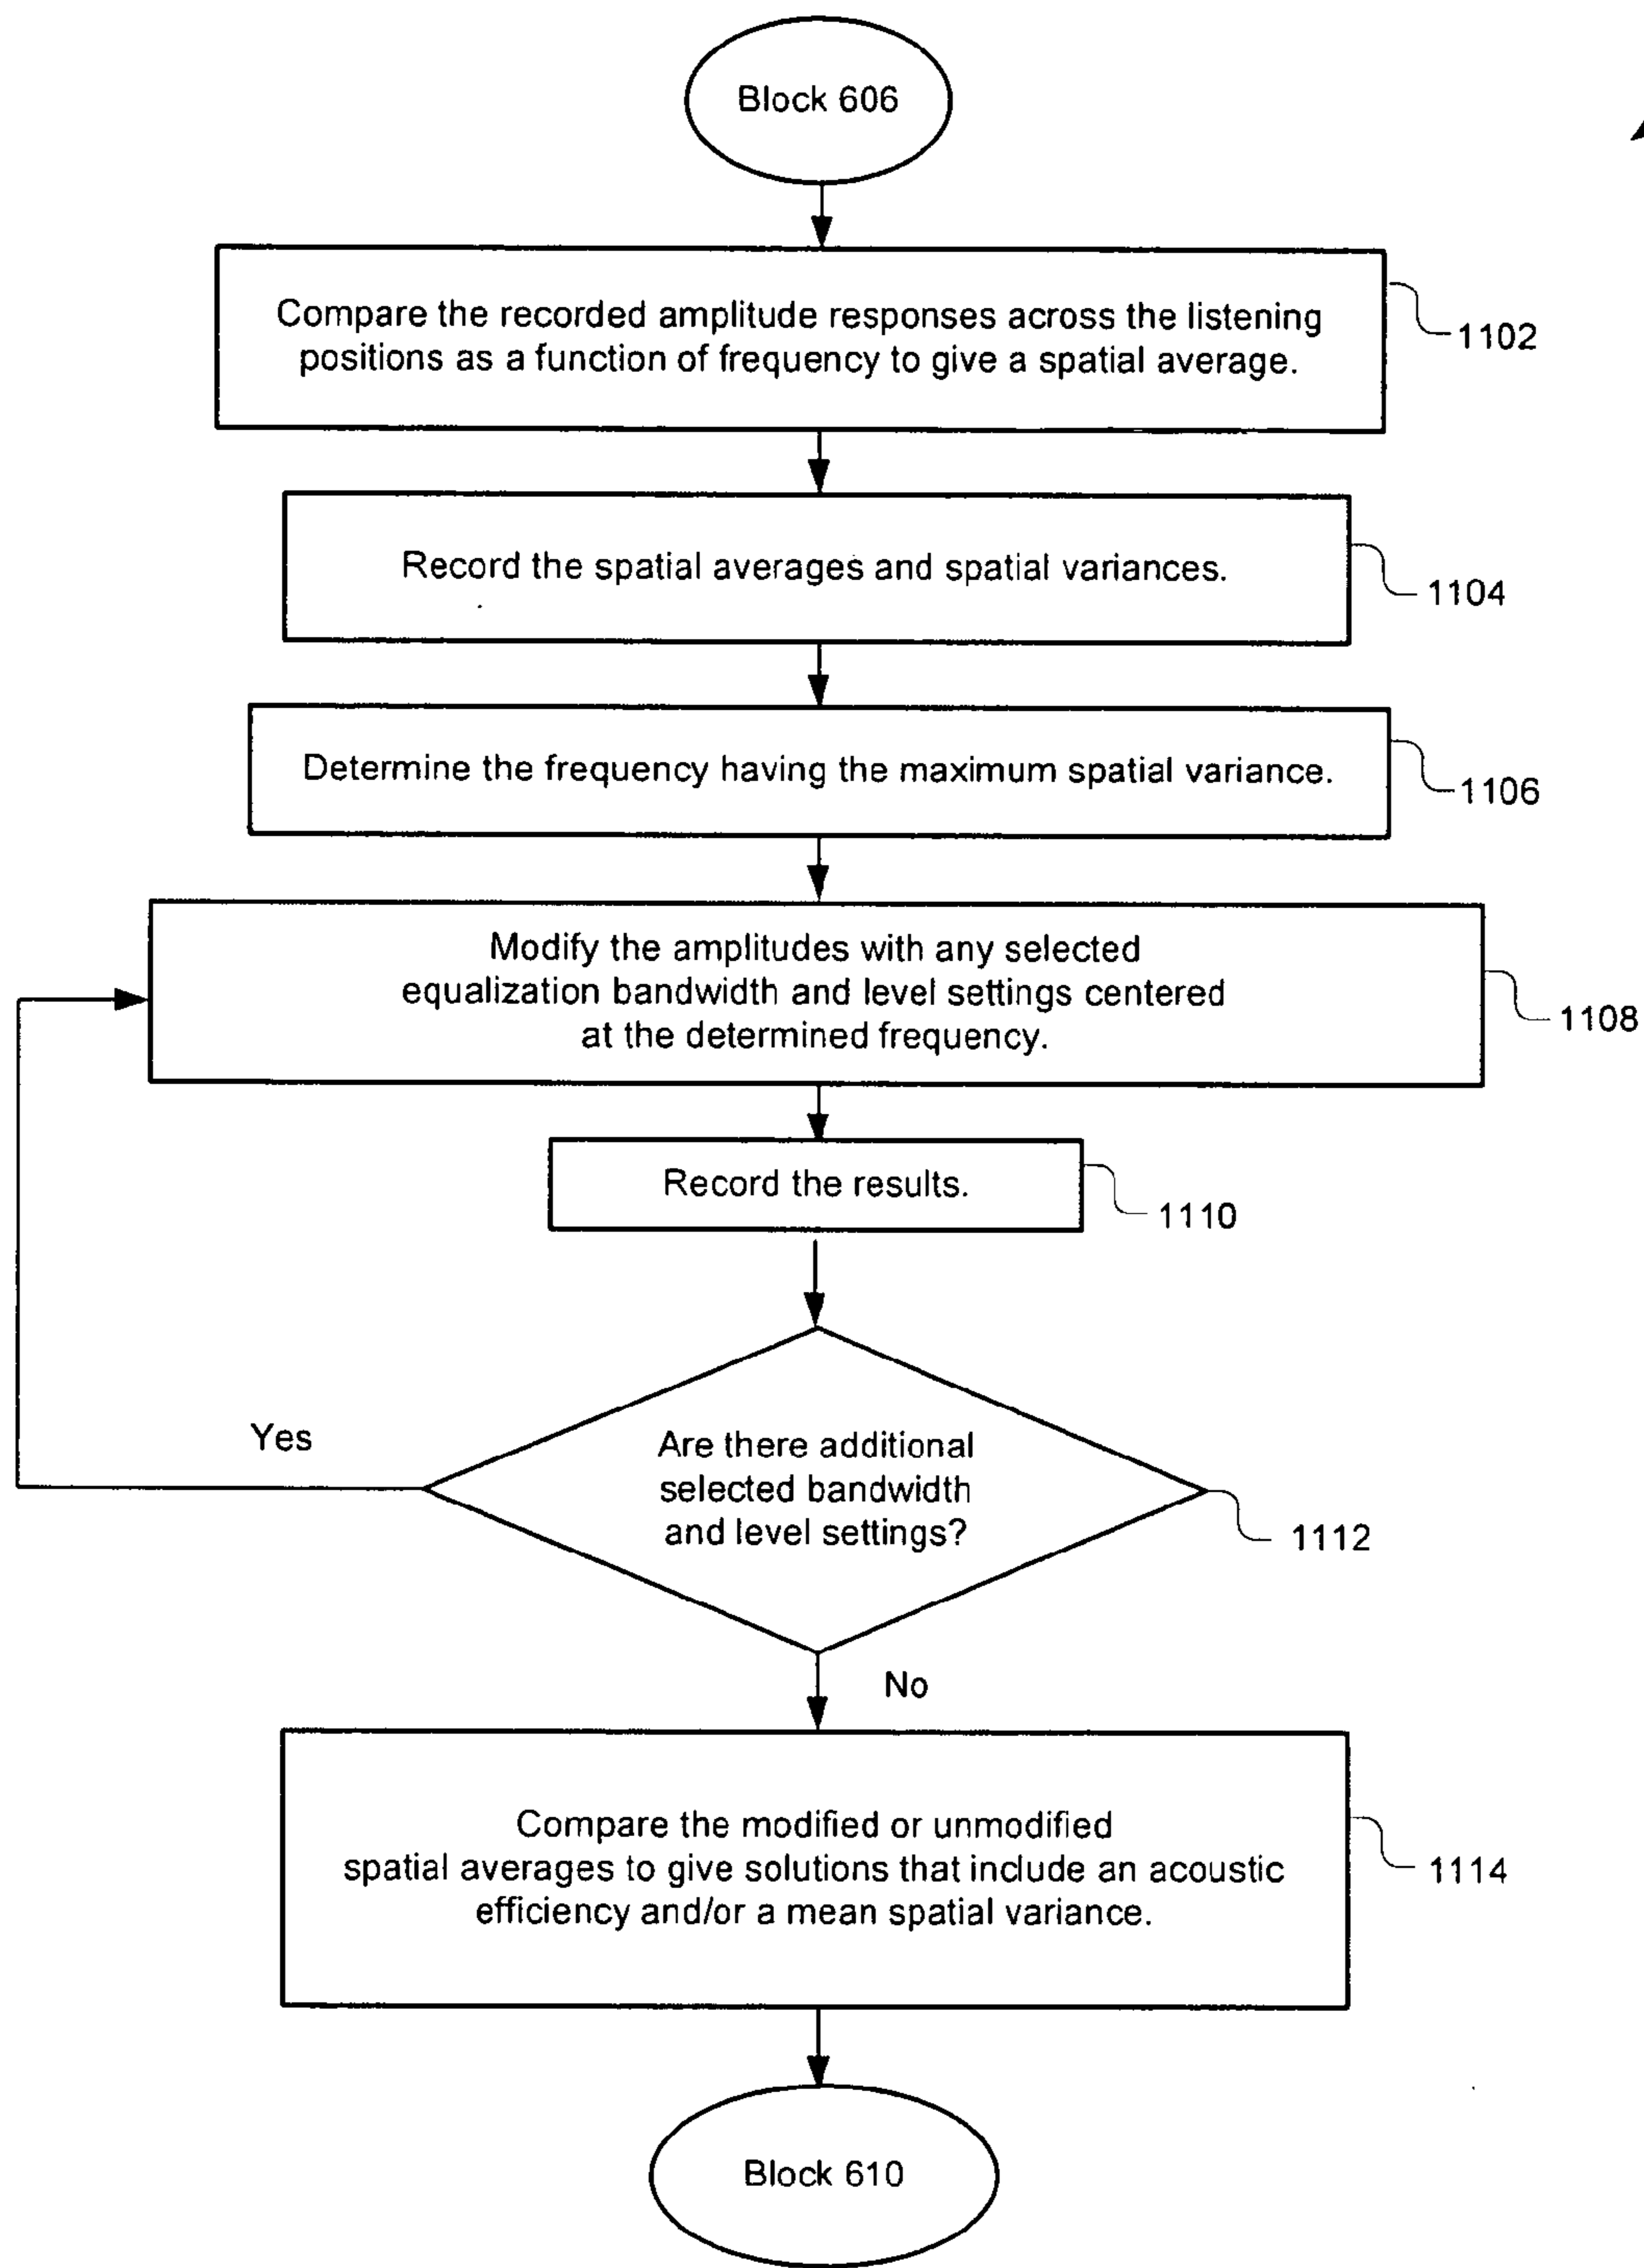 Block 606
Compare the recorded amplitude responses across the listening
positions as a function of frequency to give a spatial average.
1102
Record the spatial averages and spatial variances.
1104
Determine the frequency having the maximum spatial variance.
1106
Modify the amplitudes with any selected
equalization bandwidth and level settings centered
at the determined frequency.
1108
Record the results.
1110
Yes
Are there additional
selected bandwidth
and level settings?
1112
No
Compare the modified or unmodified
spatial averages to give solutions that include an acoustic
efficiency and/or a mean spatial variance.
1114
Block 610